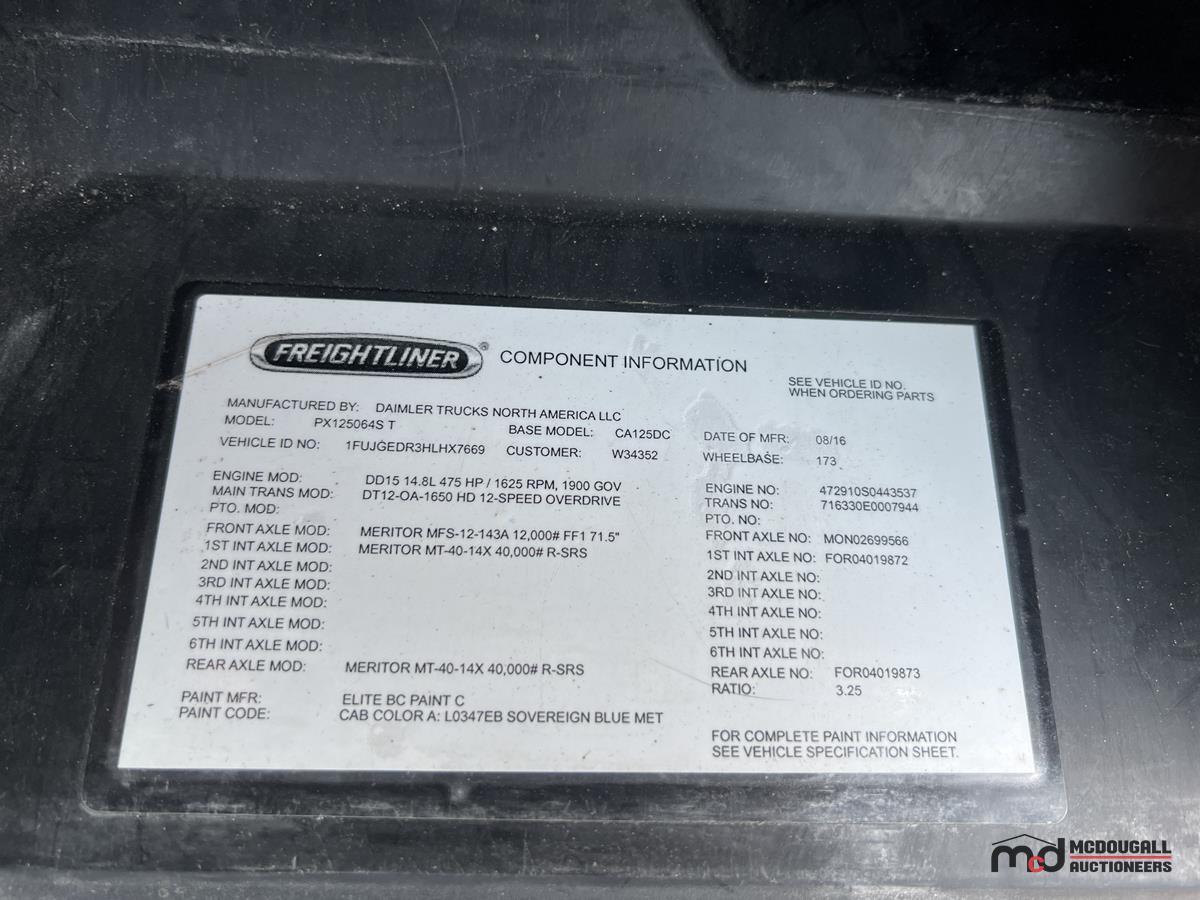 FREIGHTLINER® COMPONENT INFORMATION
SEE VEHICLE ID NO.
WHEN ORDERING PARTS
MANUFACTURED BY: DAIMLER TRUCKS NORTH AMERICA LLC
MODEL: PX125064S T BASE MODEL: CA125DC DATE OF MFR: 08/16
VEHICLE ID NO: 1FUJGEDR3HLHX7669 CUSTOMER: W34352 WHEELBASE: 173
ENGINE MOD: DD15 14.8L 475 HP / 1625 RPM, 1900 GOV ENGINE NO: 472910S0443537
MAIN TRANS MOD: DT12-OA-1650 HD 12-SPEED OVERDRIVE TRANS NO: 716330E0007944
PTO. MOD: PTO. NO:
FRONT AXLE MOD: MERITOR MFS-12-143A 12,000# FF1 71.5" FRONT AXLE NO: MON02699566
1ST INT AXLE MOD: MERITOR MT-40-14X 40,000# R-SRS 1ST INT AXLE NO: FOR04019872
2ND INT AXLE MOD: 2ND INT AXLE NO:
3RD INT AXLE MOD: 3RD INT AXLE NO:
4TH INT AXLE MOD: 4TH INT AXLE NO:
5TH INT AXLE MOD: 5TH INT AXLE NO:
6TH INT AXLE MOD: 6TH INT AXLE NO:
REAR AXLE MOD: MERITOR MT-40-14X 40,000# R-SRS REAR AXLE NO: FOR04019873
RATIO: 3.25
PAINT MFR: ELITE BC PAINT C
PAINT CODE: CAB COLOR A: L0347EB SOVEREIGN BLUE MET
FOR COMPLETE PAINT INFORMATION
SEE VEHICLE SPECIFICATION SHEET.
mcd MCDOUGALL
AUCTIONEERS